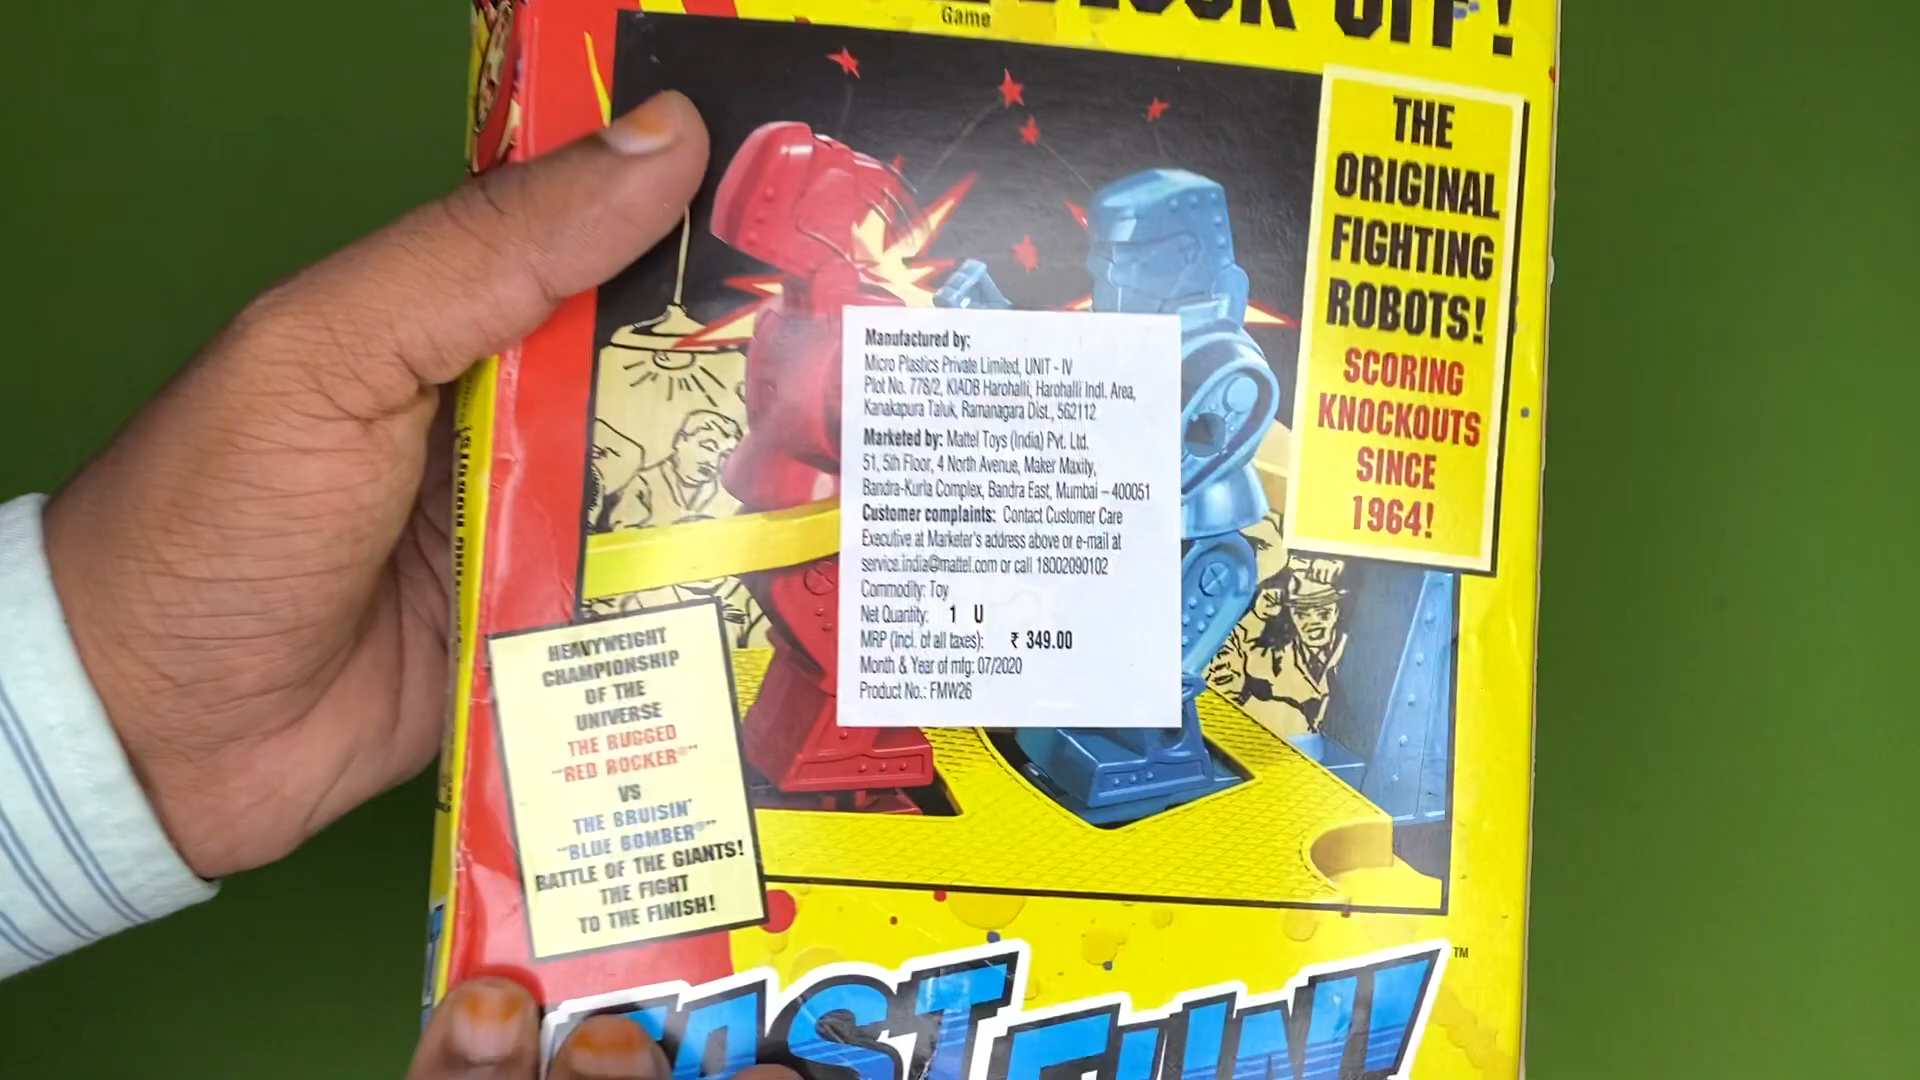 Game
OFF!
THE
ORIGINAL
FIGHTING
ROBOTS!
SCORING
KNOCKOUTS
SINCE
1964!
Manufactured by:
Micro Plastics Private Limited, UNIT - IV
Plot No. 778/2, KIADB Harohalli, Harohalli Indl. Area,
Kanakapura Taluk, Ramanagara Dist., 562112
Marketed by: Mattel Toys (India) Pvt. Ltd.
51, 5th Floor, 4 North Avenue, Maker Maxity,
Bandra-Kurla Complex, Bandra East, Mumbai – 400051
Customer complaints: Contact Customer Care
Executive at Marketer's address above or e-mail at
service.india@mattel.com or call 18002090102
Commodity: Toy
Net Quantity: 1 U
MRP (Incl. of all taxes): ₹ 349.00
Month & Year of mfg: 07/2020
Product No.: FMW26
HEAVYWEIGHT
CHAMPIONSHIP
OF THE
UNIVERSE
THE RUGGED
"RED ROCKER®"
VS
THE BRUISIN'
"BLUE BOMBER®"
BATTLE OF THE GIANTS!
THE FIGHT
TO THE FINISH!
FAST FUN!™